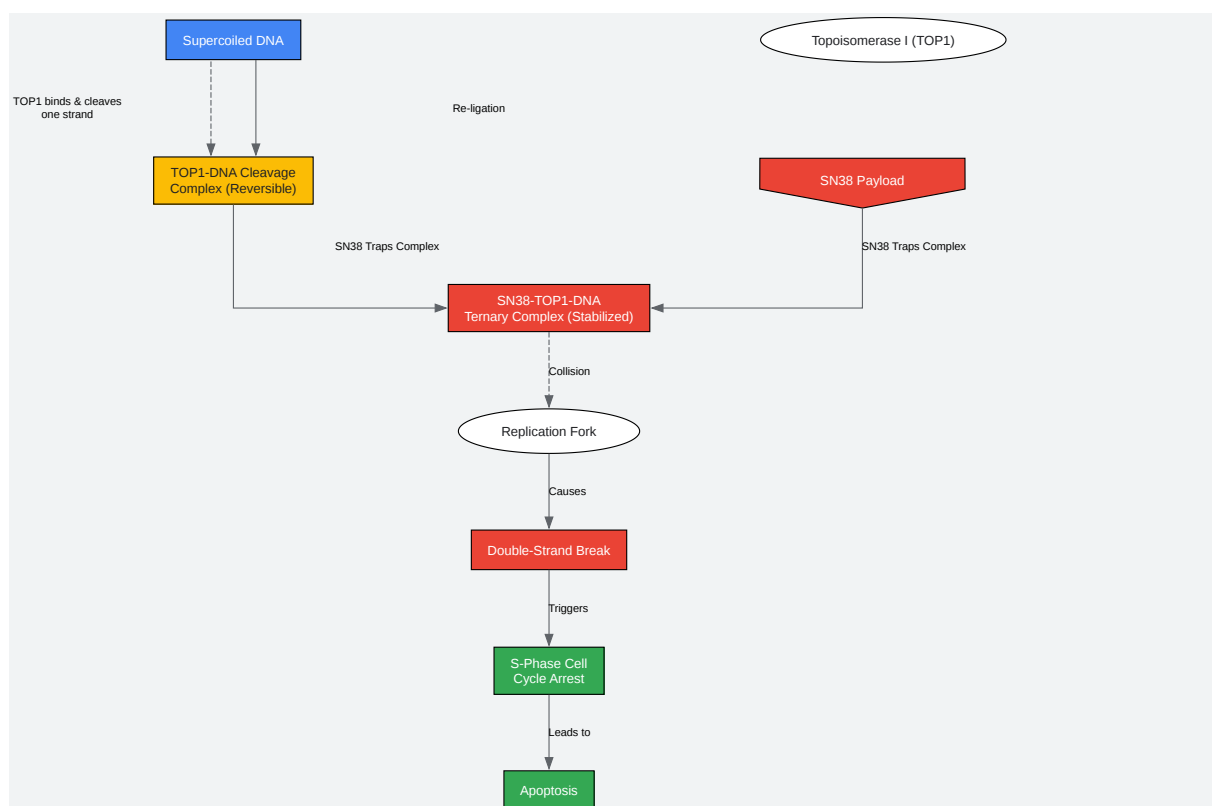 Supercoiled DNA
Topoisomerase I (TOP1)
TOP1 binds & cleaves
one strand
Re-ligation
TOP1-DNA Cleavage
Complex (Reversible)
SN38 Payload
SN38 Traps Complex
SN38 Traps Complex
SN38-TOP1-DNA
Ternary Complex (Stabilized)
Collision
Replication Fork
Causes
Double-Strand Break
Triggers
S-Phase Cell
Cycle Arrest
Leads to
Apoptosis